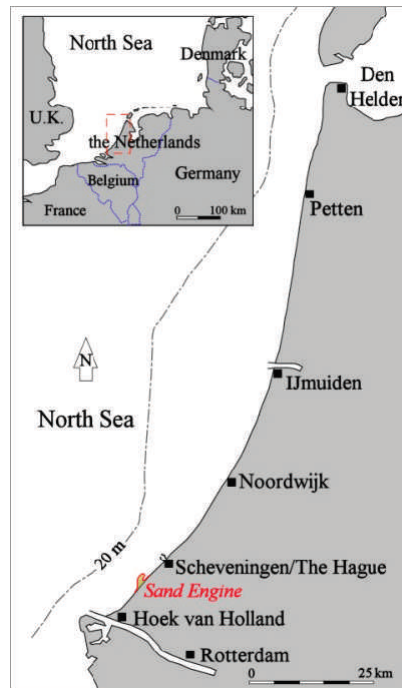 North Sea
Denmark
U.K.
the Netherlands
Belgium
Germany
France
0 100 km
Den
Helder
Petten
N
IJmuiden
North Sea
Noordwijk
20 m
Scheveningen/The Hague
Sand Engine
Hoek van Holland
Rotterdam
0 25 km